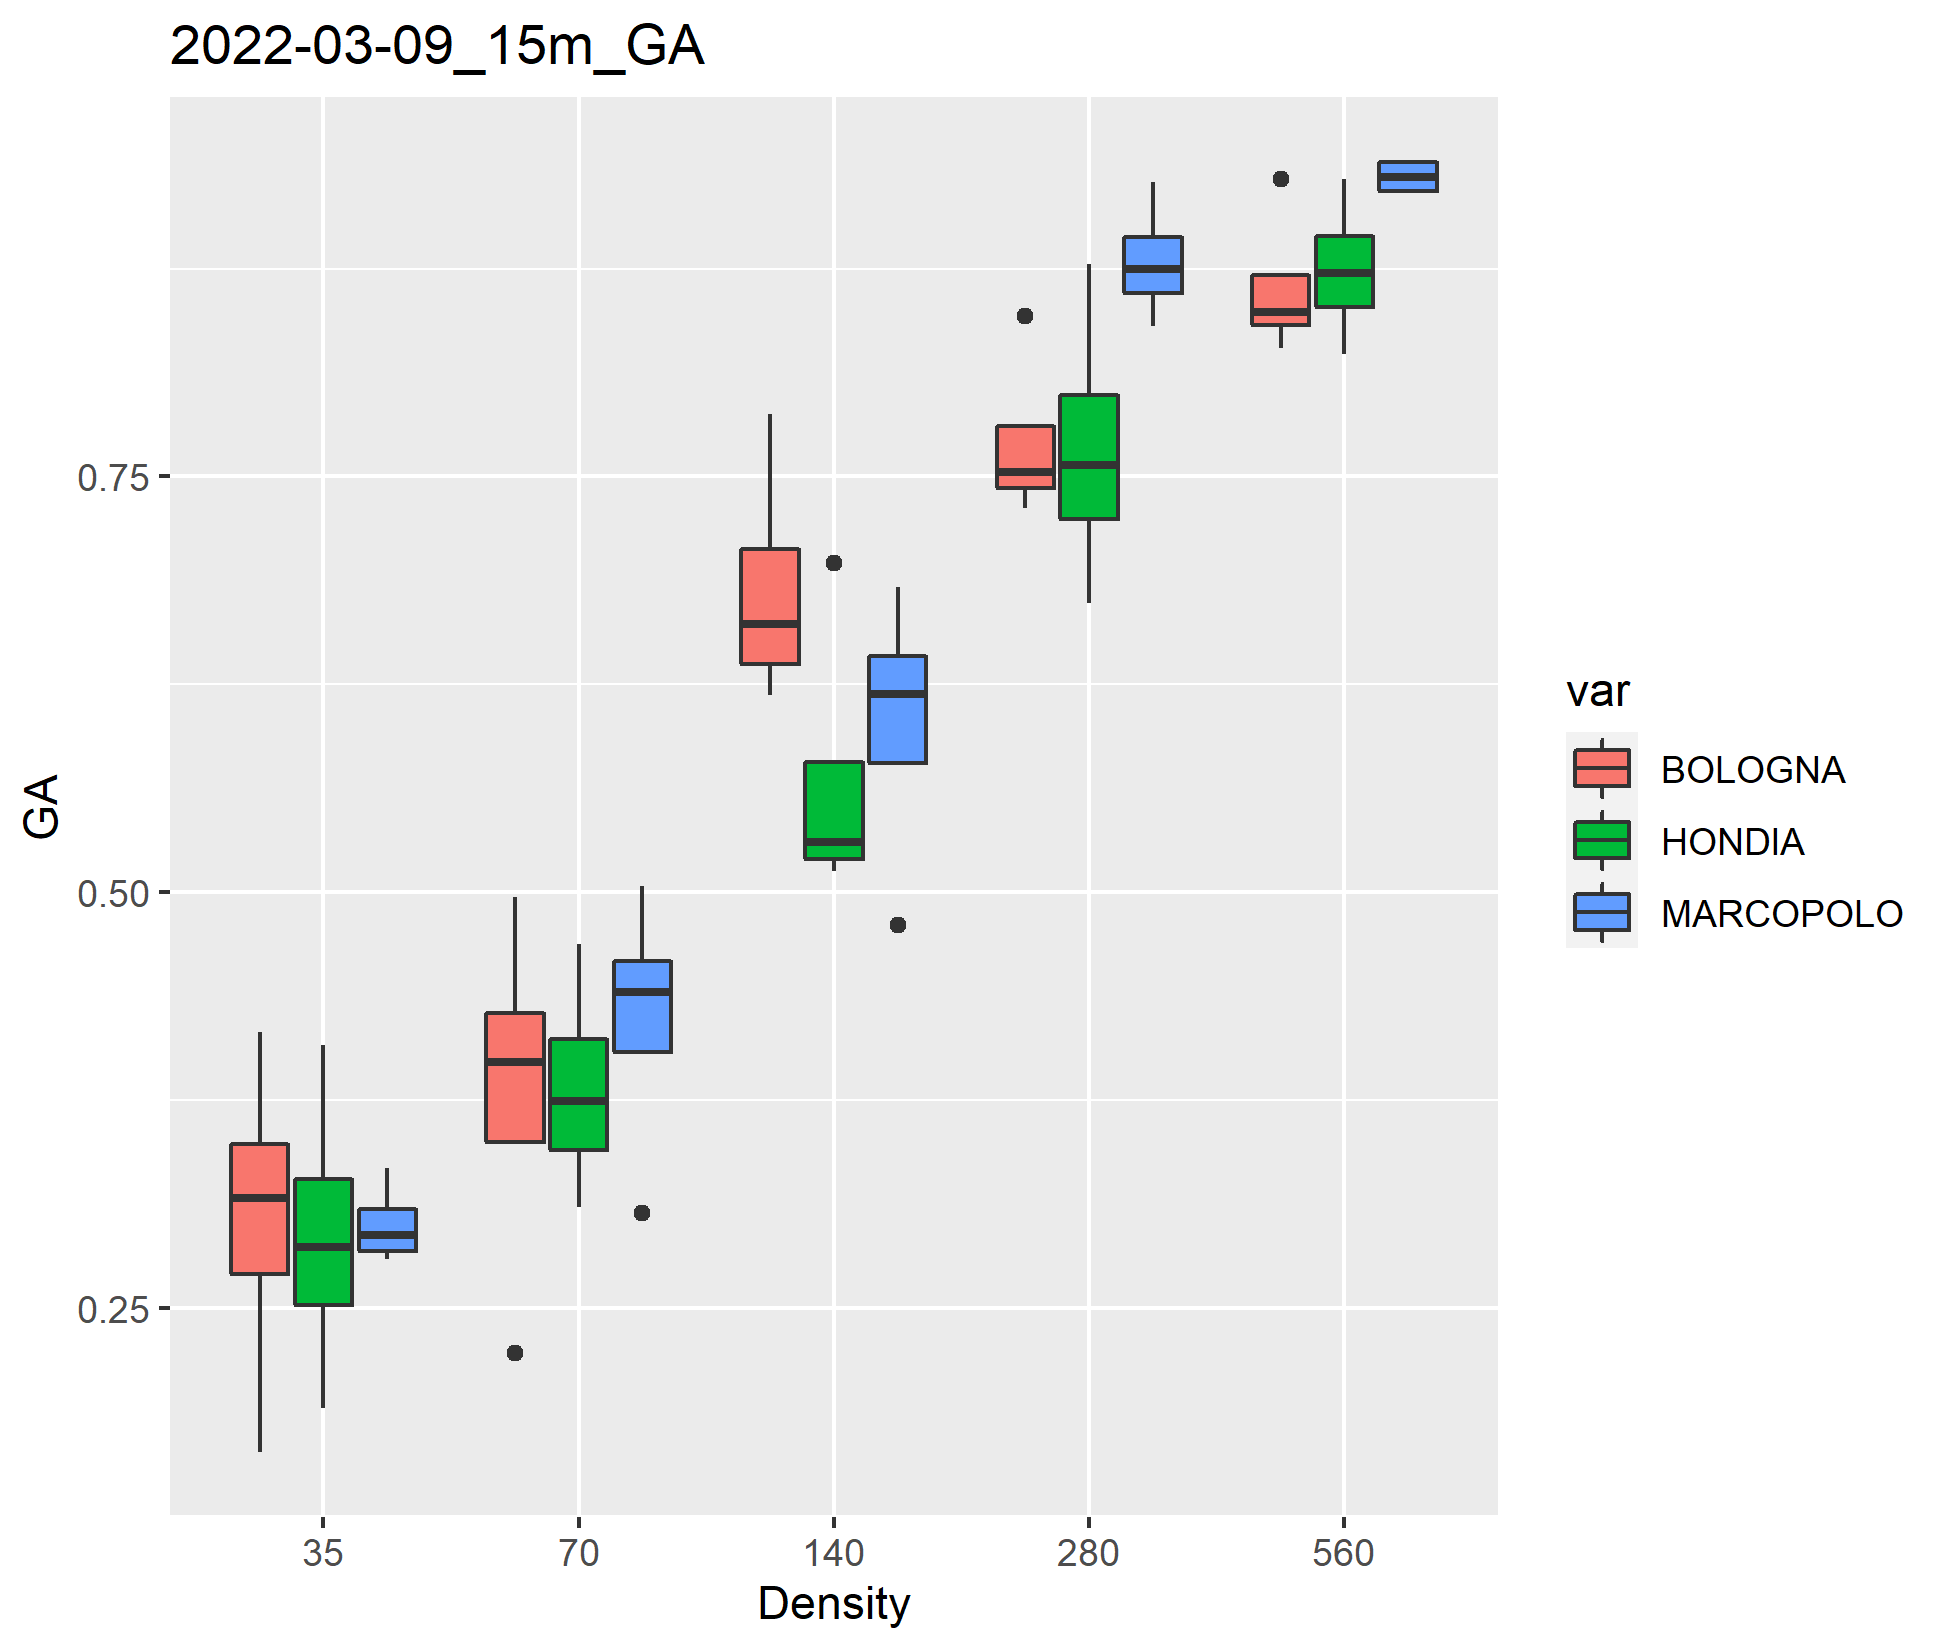 2022-03-09_15m_GA
GA
0.75
0.50
0.25
35 70 140 280 560
Density
var
BOLOGNA
HONDIA
MARCOPOLO